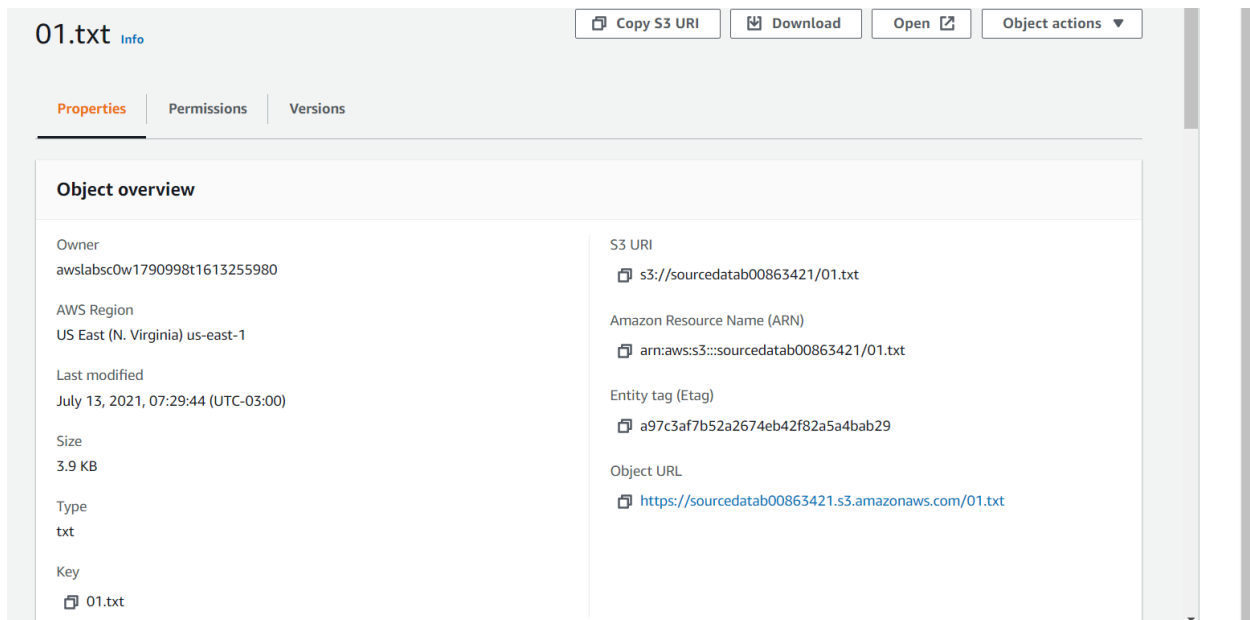 01.txt Info
Copy S3 URI
Download
Open
Object actions
Properties
Permissions
Versions
Object overview
Owner
awslabsc0w1790998t1613255980
AWS Region
US East (N. Virginia) us-east-1
Last modified
July 13, 2021, 07:29:44 (UTC-03:00)
Size
3.9 KB
Type
txt
Key
01.txt
S3 URI
s3://sourcedatab00863421/01.txt
Amazon Resource Name (ARN)
arn:aws:s3:::sourcedatab00863421/01.txt
Entity tag (Etag)
a97c3af7b52a2674eb42f82a5a4bab29
Object URL
https://sourcedatab00863421.s3.amazonaws.com/01.txt